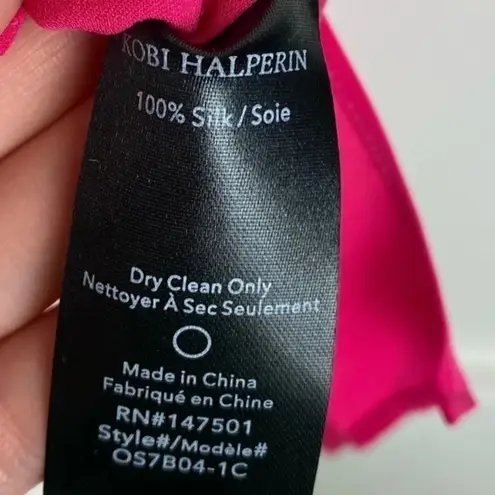 KOBI HALPERIN
100% Silk/Soie
Dry Clean Only
Nettoyer À Sec Seulement
Made in China
Fabriqué en Chine
RN#147501
Style#/Modèle#
OS7B04-1C